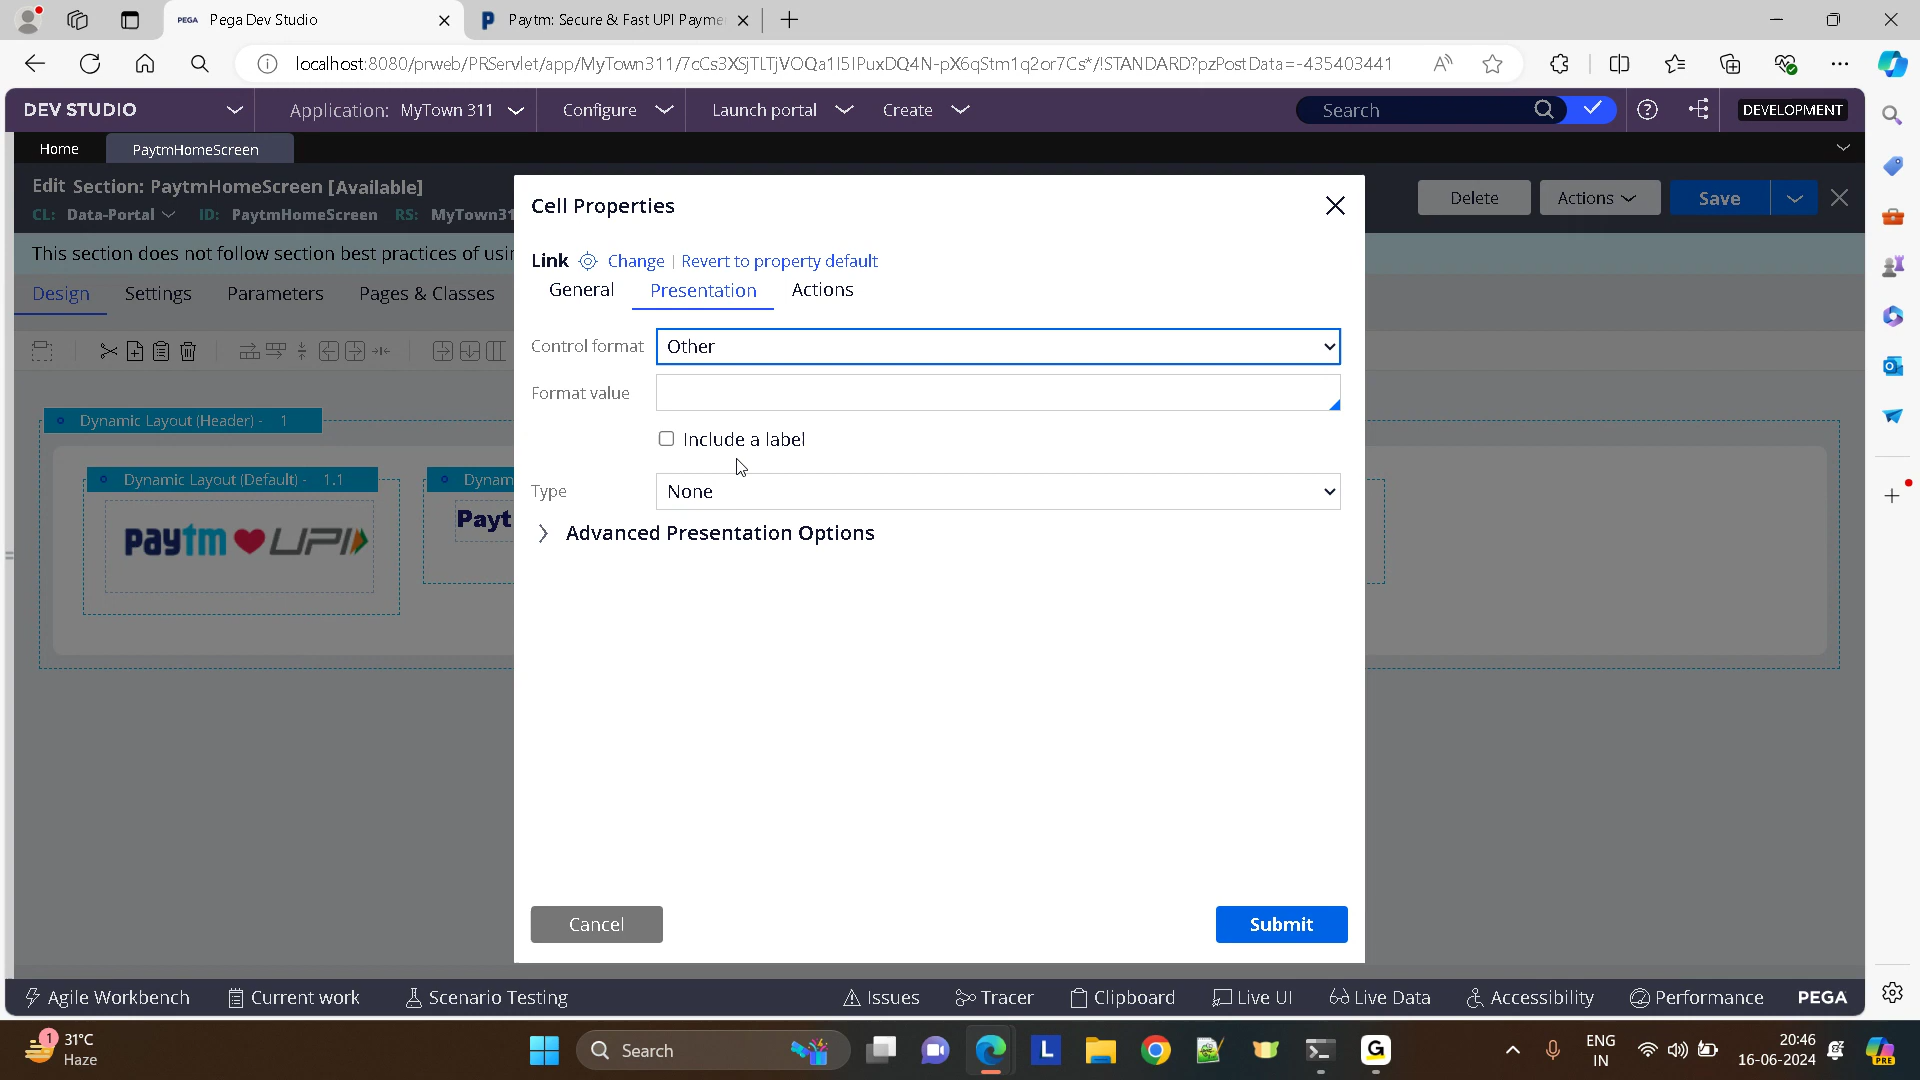 Pega Dev Studio
Paytm: Secure & Fast UPI Payme
localhost:8080/prweb/PRServlet/app/MyTown311/7cCs3XSjTLTjVOQa1I5IPuxDQ4N-pX6qStm1q2or7Cs*/!STANDARD?pzPostData=-435403441
DEV STUDIO Application: MyTown 311 Configure Launch portal Create Search DEVELOPMENT
Home PaytmHomeScreen
Edit Section: PaytmHomeScreen [Available]
CL: Data-Portal ID: PaytmHomeScreen RS: MyTown31
Delete Actions Save
This section does not follow section best practices of usin
Design Settings Parameters Pages & Classes
Dynamic Layout (Header) - 1
Dynamic Layout (Default) - 1.1
Dynam
paytm UPI
Payt
Cell Properties
Link Change | Revert to property default
General Presentation Actions
Control format Other
Format value
Include a label
Type None
Advanced Presentation Options
Cancel Submit
Agile Workbench Current work Scenario Testing Issues Tracer Clipboard Live UI Live Data Accessibility Performance PEGA
1 31°C
Haze
Search
ENG
IN
20:46
16-06-2024
PRE